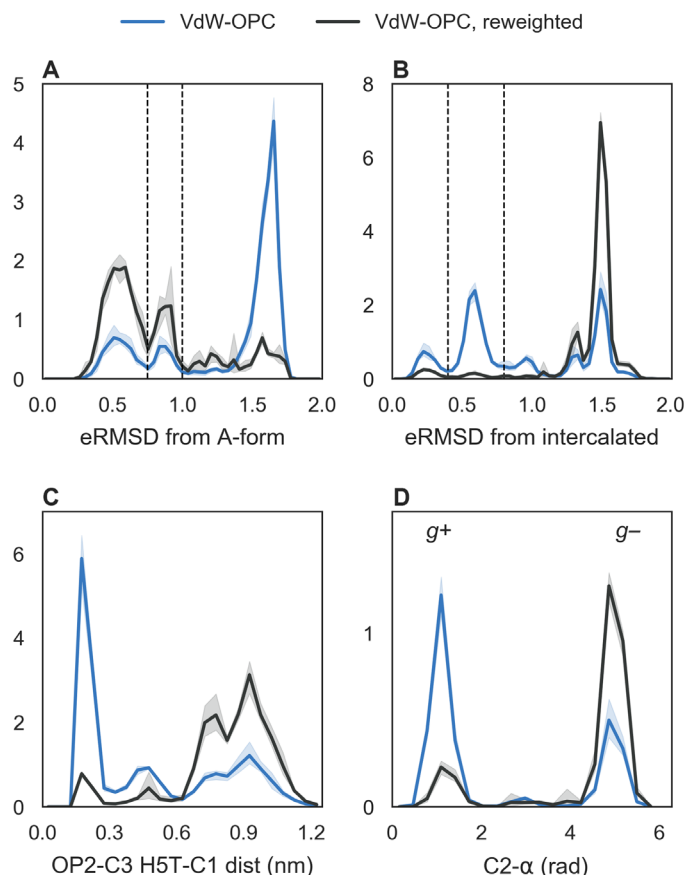 VdW-OPC VdW-OPC, reweighted
A B
5 8
4
6
3
4
2
2
1
0 0
0.0 0.5 1.0 1.5 2.0 0.0 0.5 1.0 1.5 2.0
eRMSD from A-form eRMSD from intercalated
C D
g+ g–
6
1
4
2
0 0
0.0 0.3 0.6 0.9 1.2 0 2 4 6
OP2-C3 H5T-C1 dist (nm) C2-α (rad)